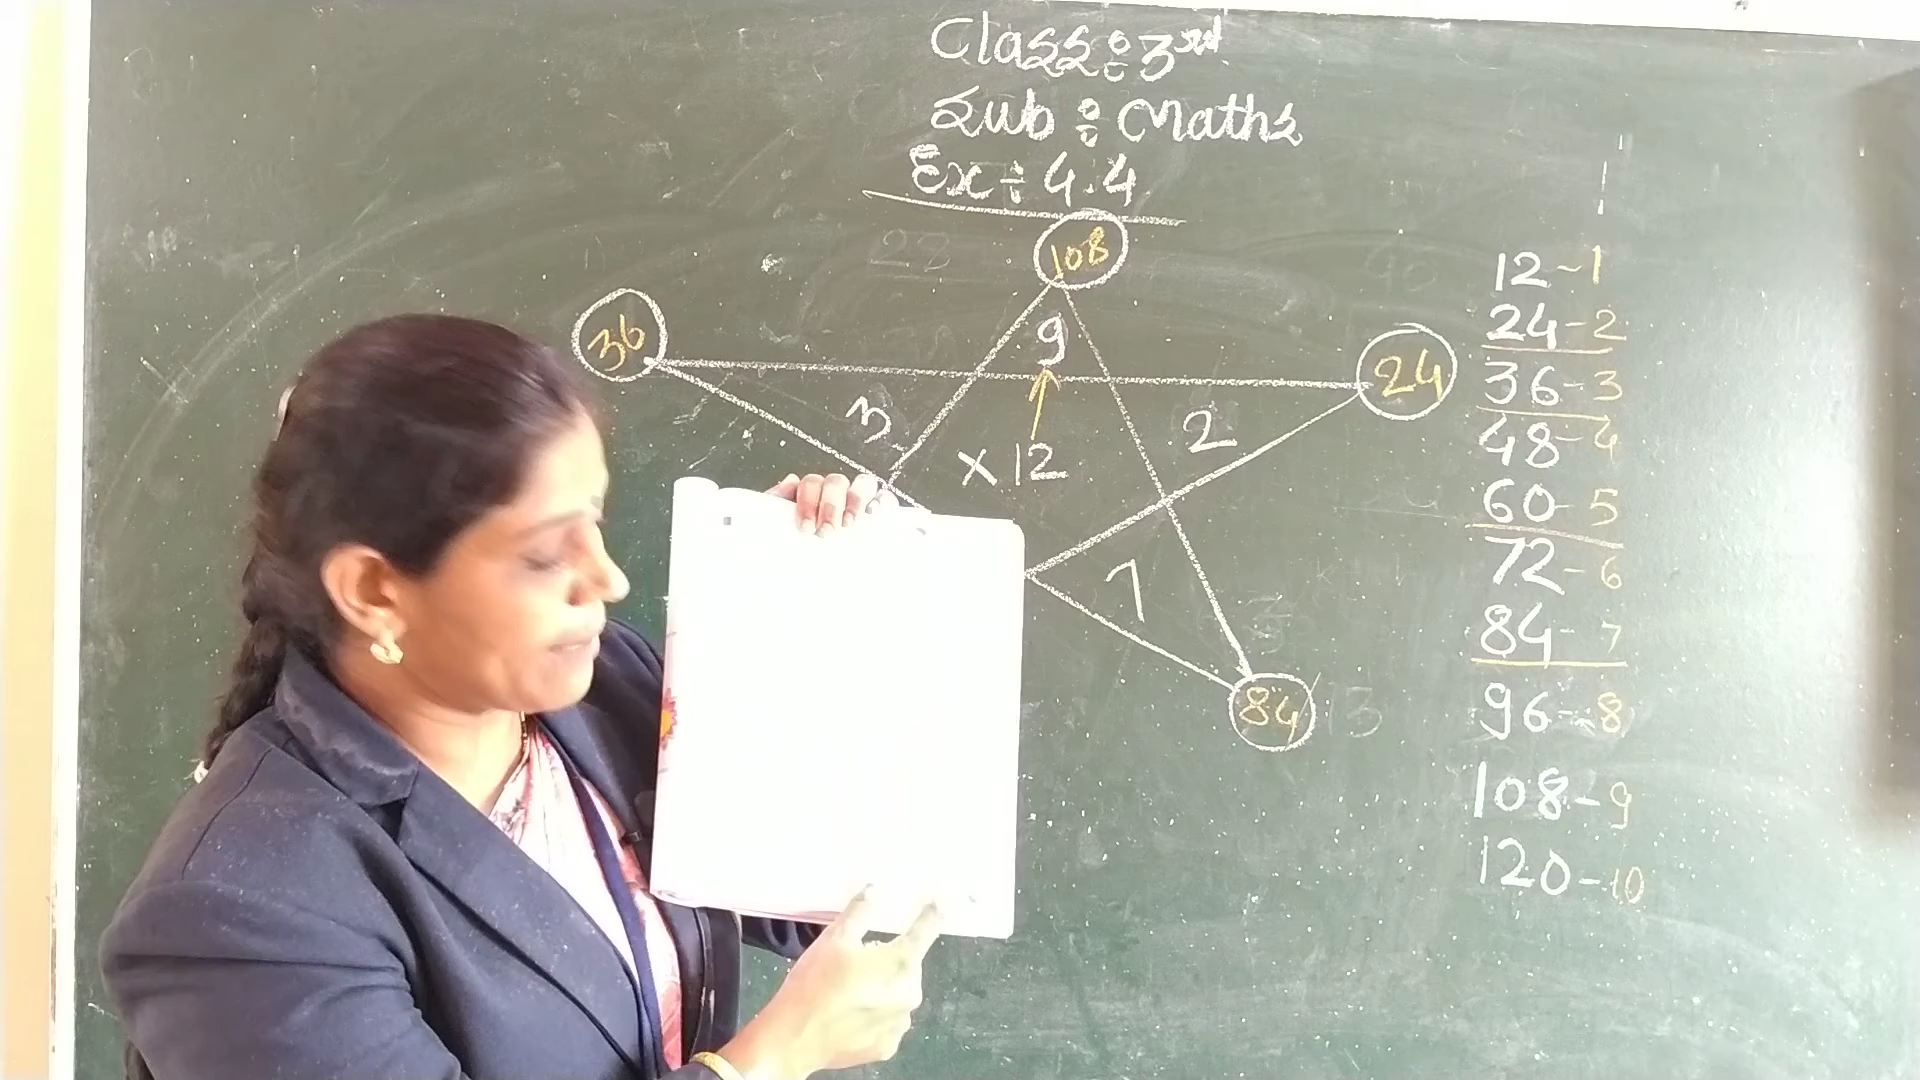 Class : 3rd
Sub : Maths
Ex ÷ 4.4
108
36
9
24
3
2
× 12
7
84
12 - 1
24 - 2
36 - 3
48 - 4
60 - 5
72 - 6
84 - 7
96 - 8
108 - 9
120 - 10